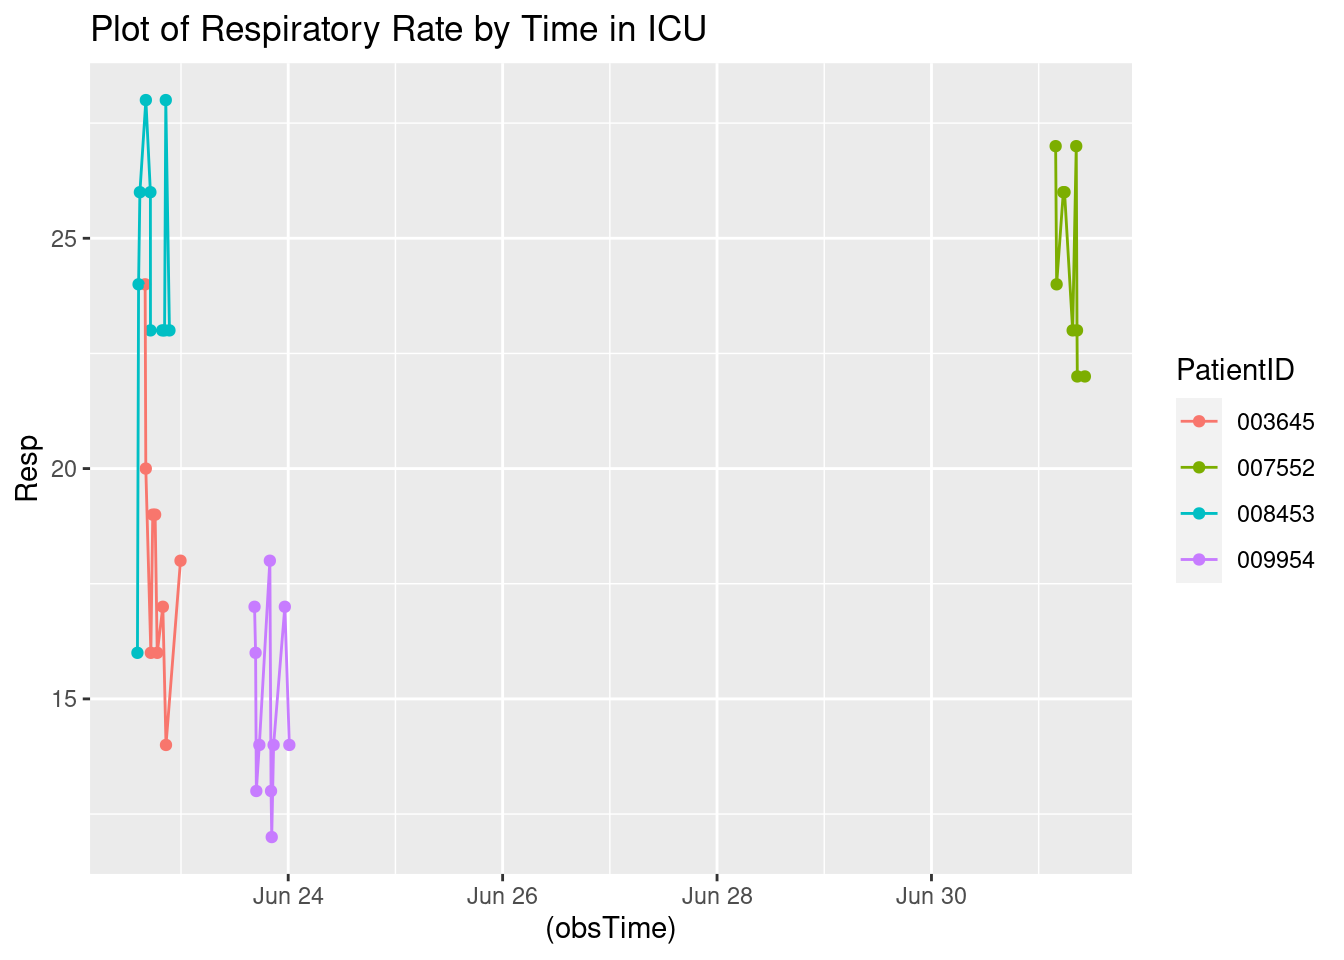 Plot of Respiratory Rate by Time in ICU
Resp
25
20
15
Jun 24
Jun 26
Jun 28
Jun 30
(obsTime)
PatientID
003645
007552
008453
009954